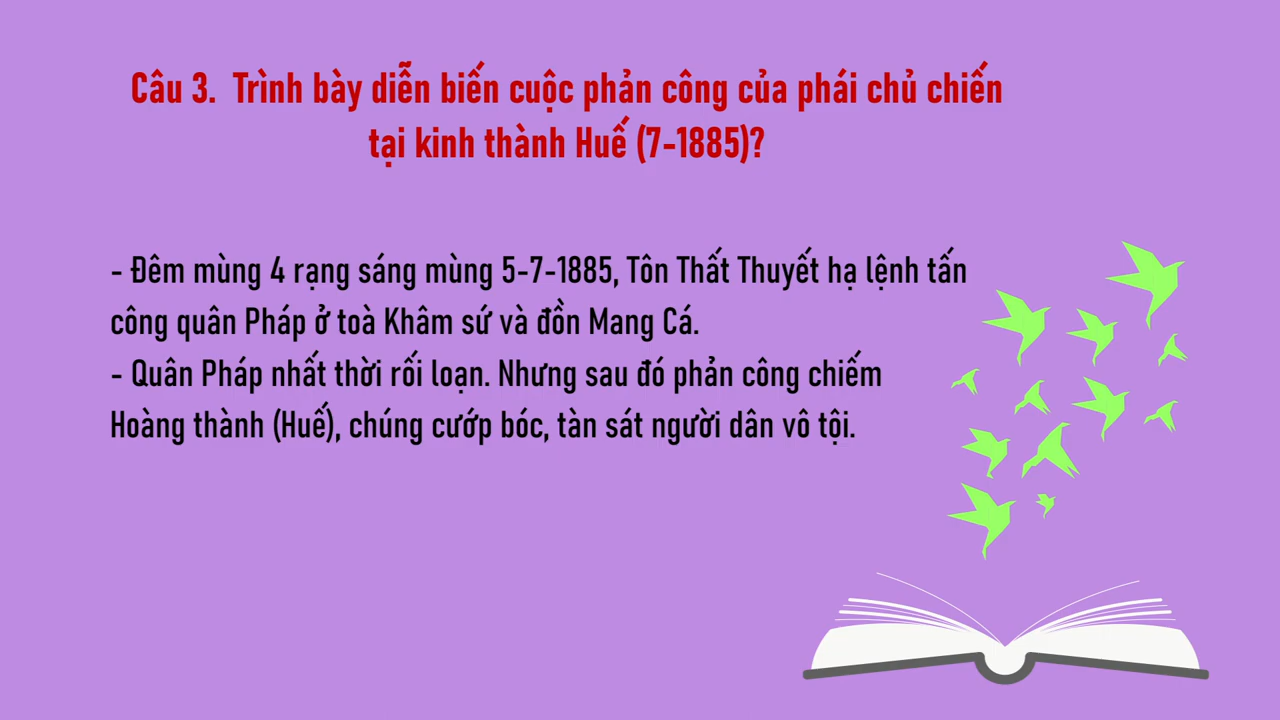 Câu 3.  Trình bày diễn biến cuộc phản công của phái chủ chiến
tại kinh thành Huế (7-1885)?
- Đêm mùng 4 rạng sáng mùng 5-7-1885, Tôn Thất Thuyết hạ lệnh tấn
công quân Pháp ở toà Khâm sứ và đồn Mang Cá.
- Quân Pháp nhất thời rối loạn. Nhưng sau đó phản công chiếm
Hoàng thành (Huế), chúng cướp bóc, tàn sát người dân vô tội.